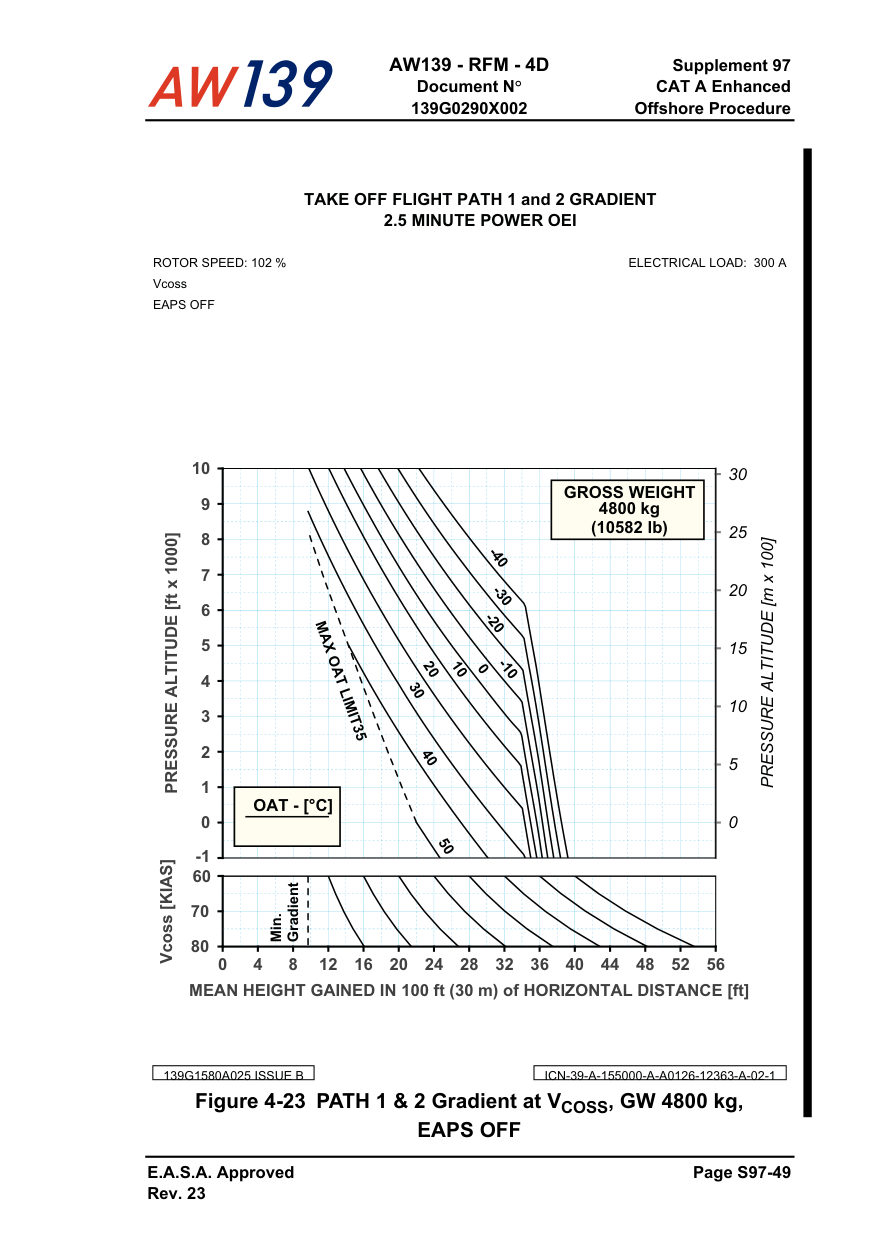 AW139
AW139 - RFM - 4D
Document N°
139G0290X002
Supplement 97
CAT A Enhanced
Offshore Procedure
TAKE OFF FLIGHT PATH 1 and 2 GRADIENT
2.5 MINUTE POWER OEI
ROTOR SPEED: 102 %
ELECTRICAL LOAD: 300 A
Vcoss
EAPS OFF
GROSS WEIGHT
4800 kg
(10582 lb)
PRESSURE ALTITUDE [ft x 1000]
10
9
8
7
6
5
4
3
2
1
0
-1
PRESSURE ALTITUDE [m x 100]
30
25
20
15
10
5
0
-40
-30
-20
-10
0
10
20
30
40
50
MAX OAT LIMIT35
OAT - [°C]
Vcoss [KIAS]
60
70
80
Min.
Gradient
0 4 8 12 16 20 24 28 32 36 40 44 48 52 56
MEAN HEIGHT GAINED IN 100 ft (30 m) of HORIZONTAL DISTANCE [ft]
139G1580A025 ISSUE B
ICN-39-A-155000-A-A0126-12363-A-02-1
Figure 4-23 PATH 1 & 2 Gradient at VCOSS, GW 4800 kg,
EAPS OFF
E.A.S.A. Approved
Rev. 23
Page S97-49